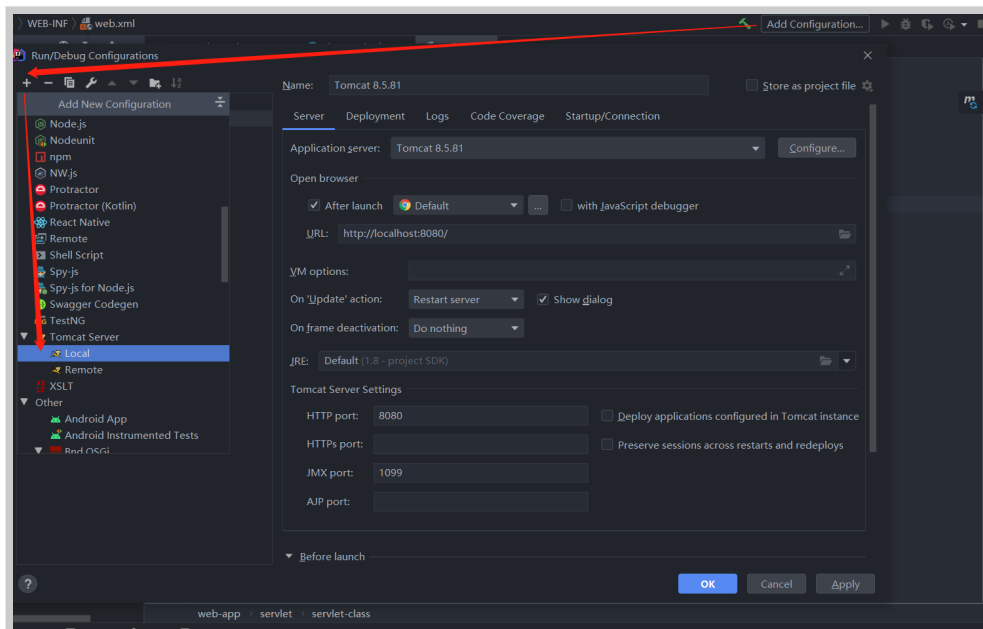 WEB-INF
web.xml
Add Configuration...
Run/Debug Configurations
Add New Configuration
Node.js
Nodeunit
npm
NW.js
Protractor
Protractor (Kotlin)
React Native
Remote
Shell Script
Spy-js
Spy-js for Node.js
Swagger Codegen
TestNG
Tomcat Server
Local
Remote
XSLT
Other
Android App
Android Instrumented Tests
Bnd OSGi
Name: Tomcat 8.5.81
Store as project file
Server Deployment Logs Code Coverage Startup/Connection
Application server: Tomcat 8.5.81 Configure...
Open browser
After launch Default ... with JavaScript debugger
URL: http://localhost:8080/
VM options:
On 'Update' action: Restart server Show dialog
On frame deactivation: Do nothing
JRE: Default (1.8 - project SDK)
Tomcat Server Settings
HTTP port: 8080 Deploy applications configured in Tomcat instance
HTTPs port: Preserve sessions across restarts and redeploys
JMX port: 1099
AJP port:
Before launch
? OK Cancel Apply
web-app servlet servlet-class